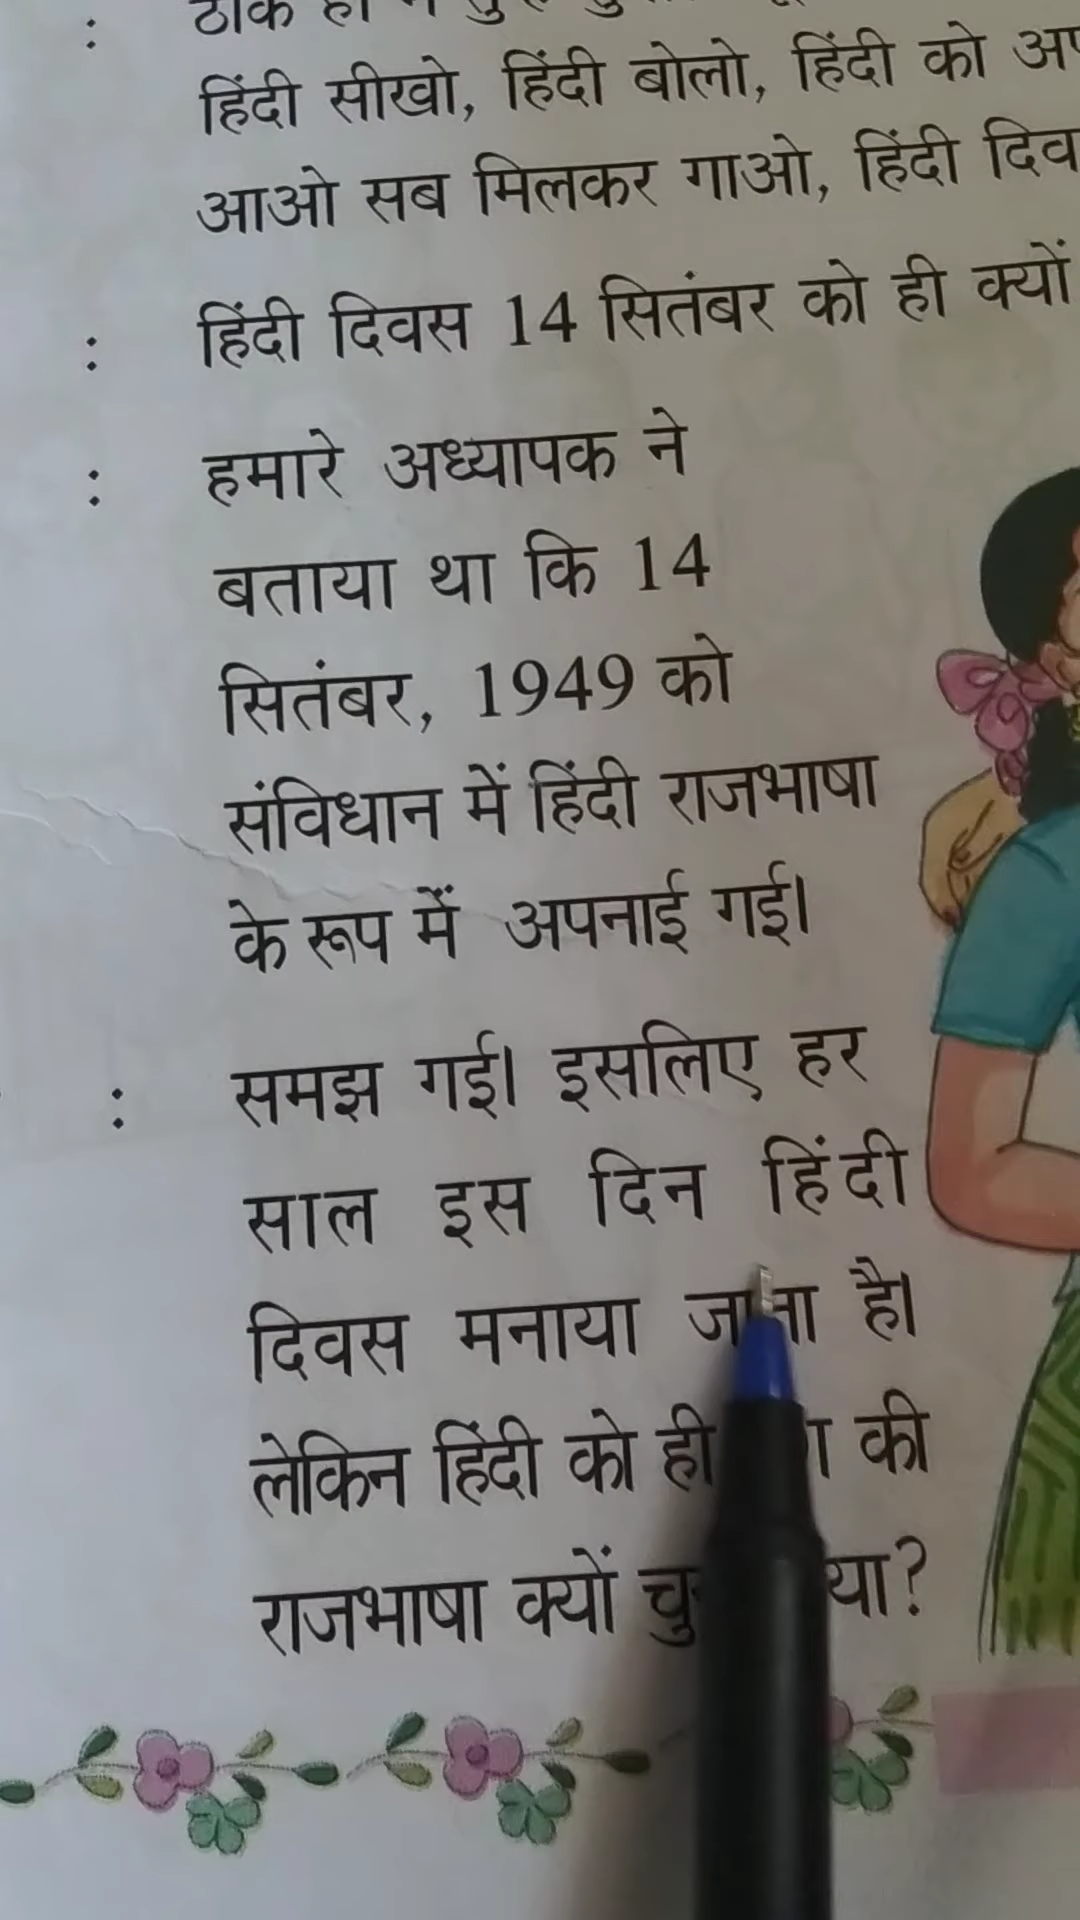 हिंदी सीखो, हिंदी बोलो, हिंदी को
आओ सब मिलकर गाओ, हिंदी
: हिंदी दिवस 14 सितंबर को ही क्यों
: हमारे अध्यापक ने
बताया था कि 14
सितंबर, 1949 को
संविधान में हिंदी राजभाषा
के रूप में अपनाई गई।
: समझ गई। इसलिए हर
साल इस दिन हिंदी
दिवस मनाया जाता है।
लेकिन हिंदी को ही की
राजभाषा क्यों